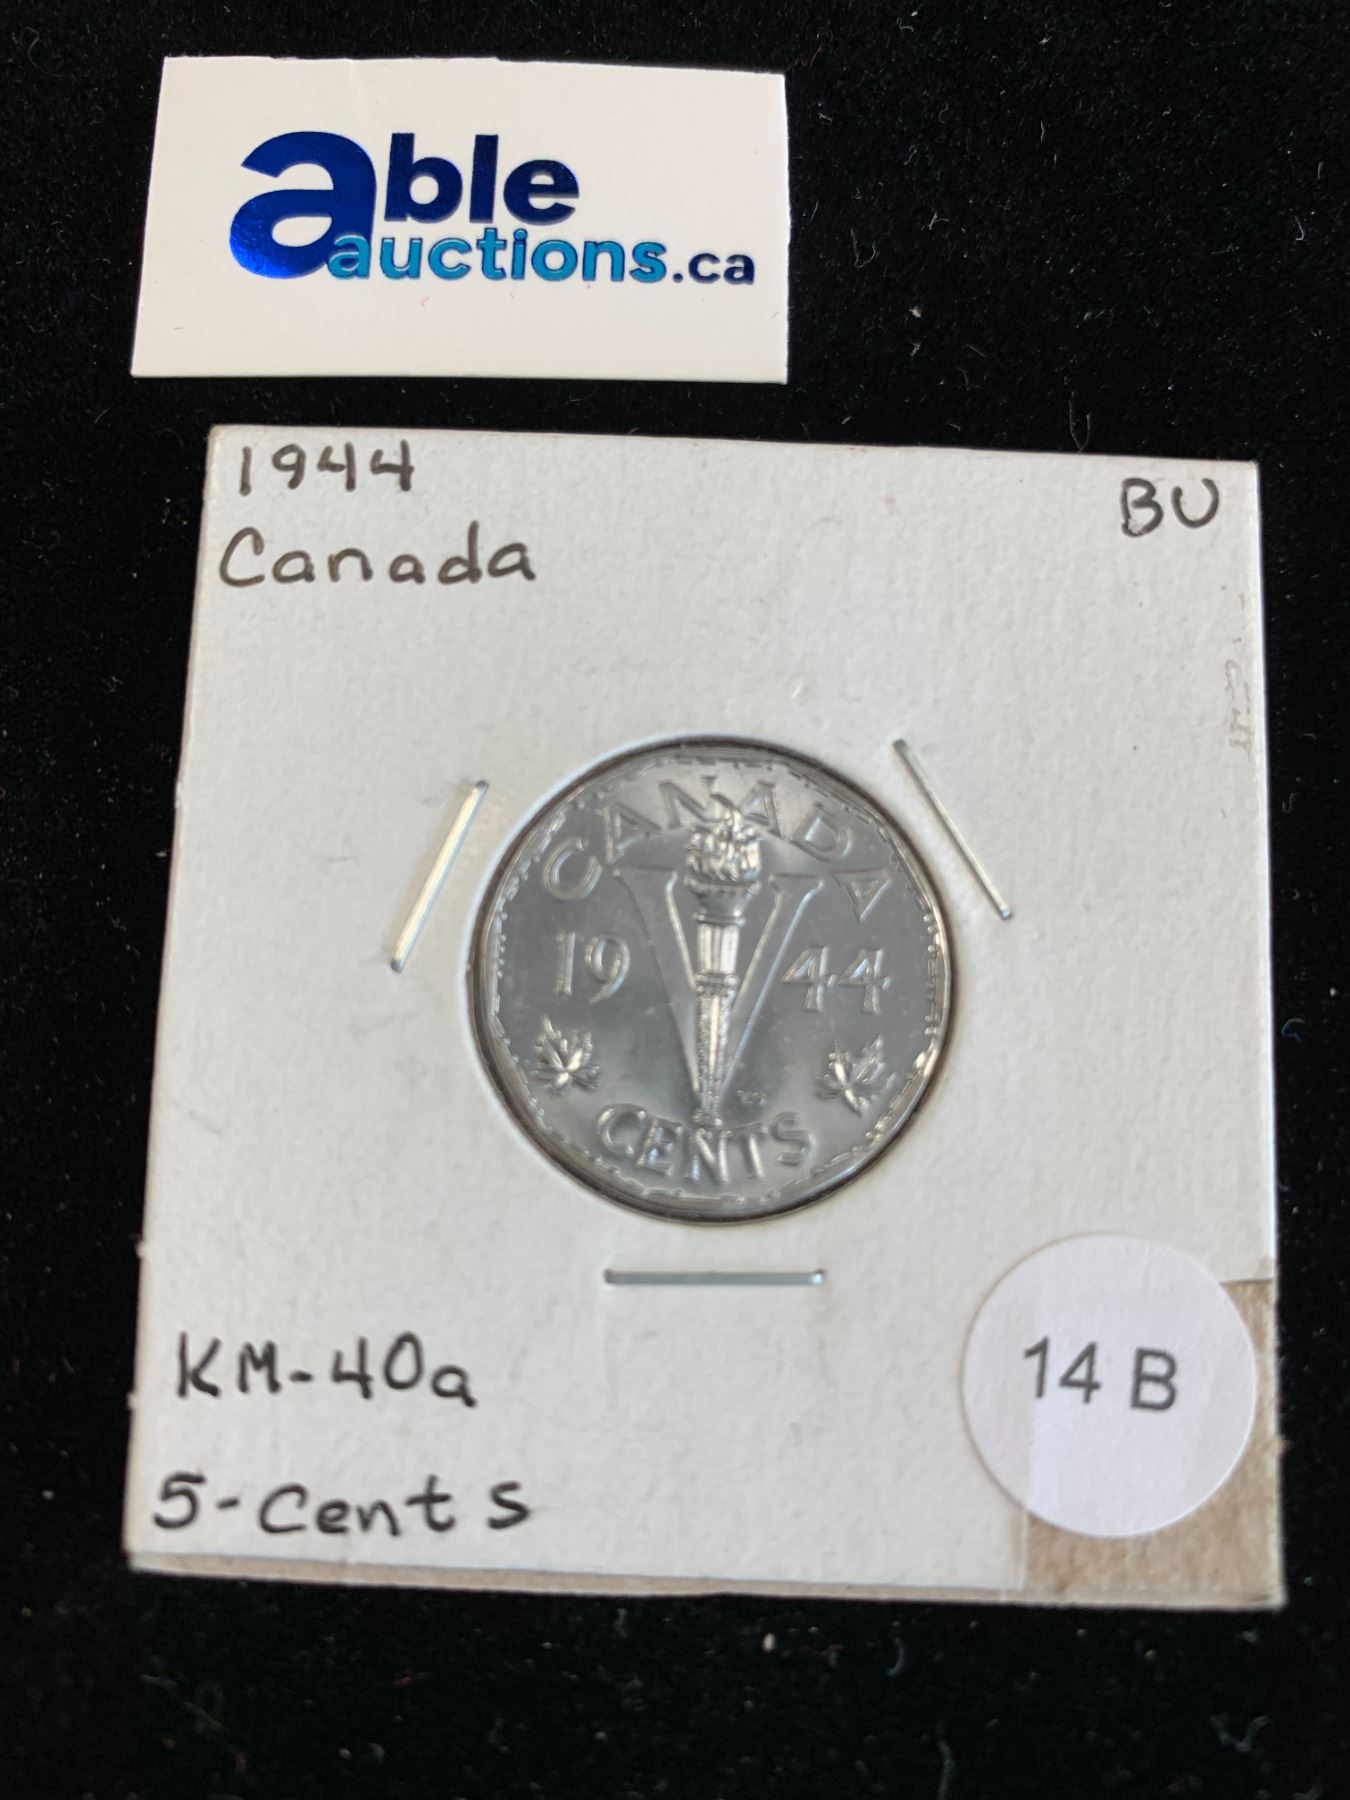 able
auctions.ca
1944
Canada
BU
CANADA
19 44
CENTS
KM-40a
5-Cents
14 B